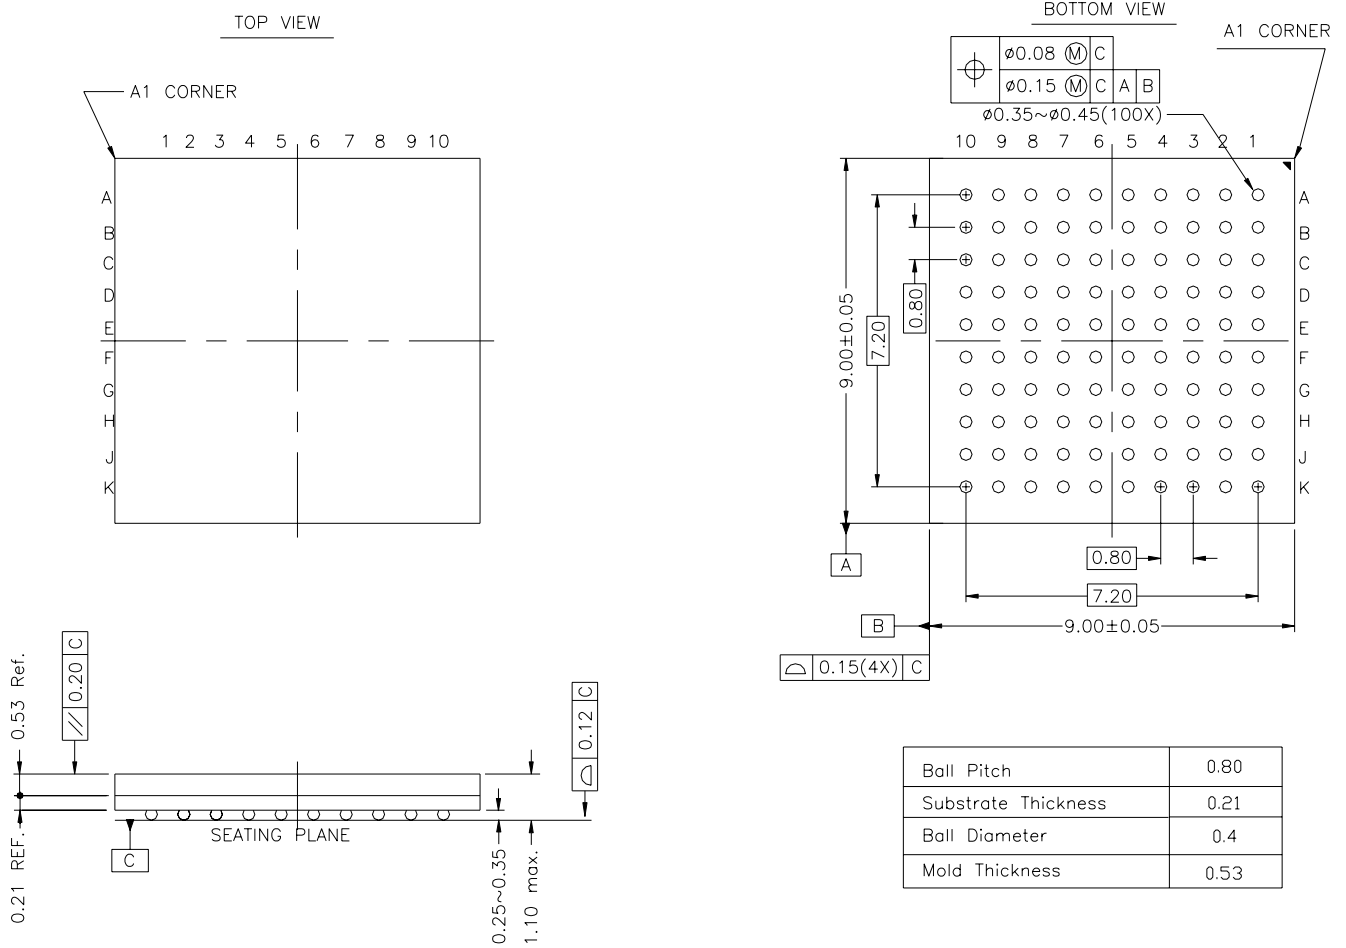 TOP VIEW
A1 CORNER
1 2 3 4 5 6 7 8 9 10
A
B
C
D
E
F
G
H
J
K
BOTTOM VIEW
A1 CORNER
ø0.08 Ⓜ C
ø0.15 Ⓜ C A B
ø0.35~ø0.45(100X)
10 9 8 7 6 5 4 3 2 1
A
B
C
D
E
F
G
H
J
K
0.80
7.20
9.00±0.05
A
0.80
7.20
B
9.00±0.05
0.15(4X) C
0.53 Ref.
// 0.20 C
0.12 C
SEATING PLANE
C
0.21 REF.
0.25~0.35
1.10 max.
Ball Pitch 0.80
Substrate Thickness 0.21
Ball Diameter 0.4
Mold Thickness 0.53